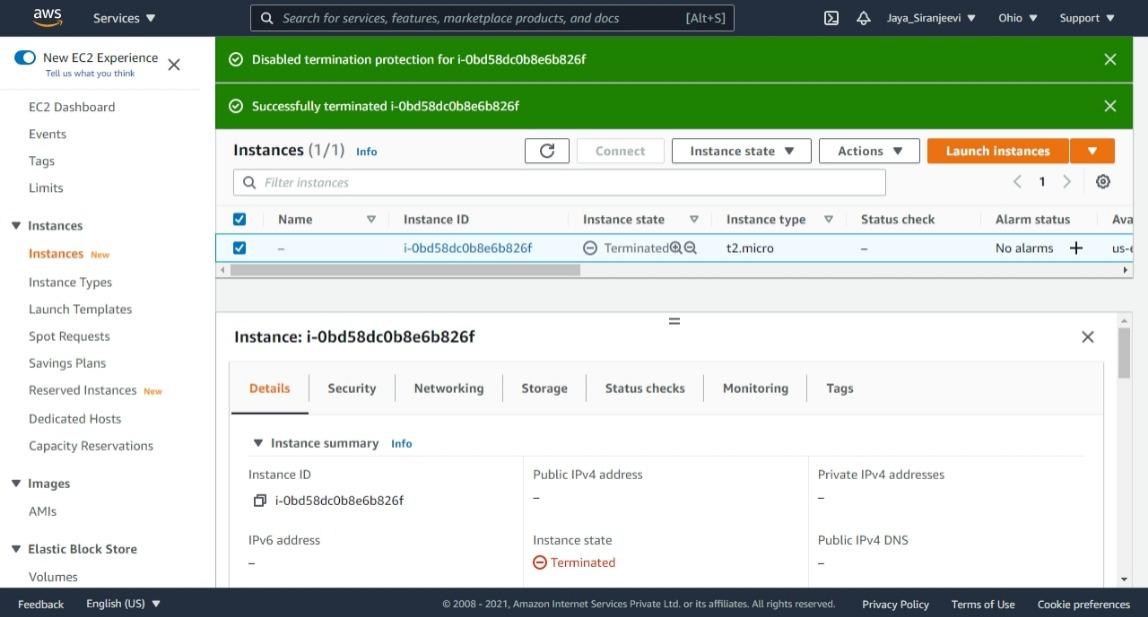 aws Services Search for services, features, marketplace products, and docs [Alt+S] Jaya_Siranjeevi Ohio Support
New EC2 Experience
Tell us what you think
EC2 Dashboard
Events
Tags
Limits
Instances
Instances New
Instance Types
Launch Templates
Spot Requests
Savings Plans
Reserved Instances New
Dedicated Hosts
Capacity Reservations
Images
AMIs
Elastic Block Store
Volumes
Disabled termination protection for i-0bd58dc0b8e6b826f
Successfully terminated i-0bd58dc0b8e6b826f
Instances (1/1) Info Connect Instance state Actions Launch instances
Filter instances 1
Name Instance ID Instance state Instance type Status check Alarm status Ava
– i-0bd58dc0b8e6b826f Terminated t2.micro – No alarms + us-e
Instance: i-0bd58dc0b8e6b826f
Details Security Networking Storage Status checks Monitoring Tags
Instance summary Info
Instance ID Public IPv4 address Private IPv4 addresses
i-0bd58dc0b8e6b826f – –
IPv6 address Instance state Public IPv4 DNS
– Terminated –
Feedback English (US) © 2008 - 2021, Amazon Internet Services Private Ltd. or its affiliates. All rights reserved. Privacy Policy Terms of Use Cookie preferences